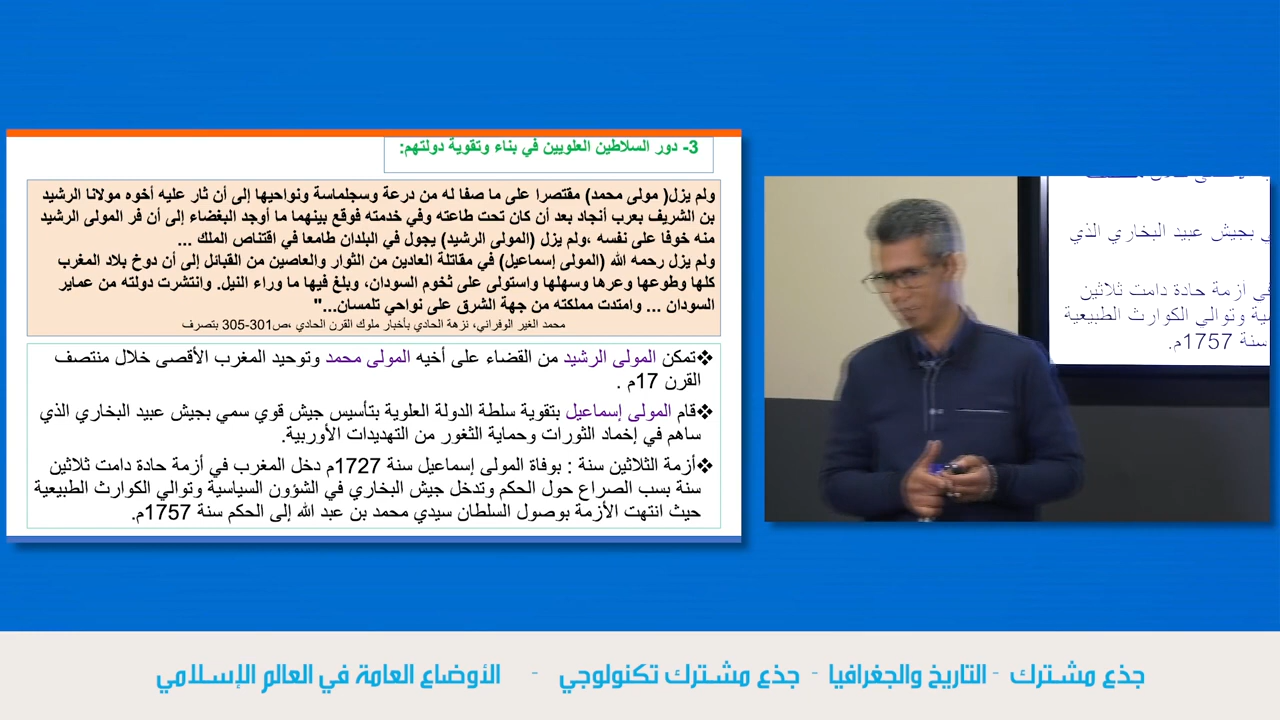 3- دور السلاطين العلويين في بناء وتقوية دولتهم:
ولم يزل( مولى محمد) مقتصرا على ما صفا له من درعة وسجلماسة ونواحيها إلى أن ثار عليه أخوه مولانا الرشيد
بن الشريف بعرب أنجاد بعد أن كان تحت طاعته وفي خدمته فوقع بينهما ما أوجد البغضاء إلى أن فر المولى الرشيد
منه خوفا على نفسه ،ولم يزل (المولى الرشيد) يجول في البلدان طامعا في اقتناص الملك ...
ولم يزل رحمه الله (المولى إسماعيل) في مقاتلة العادين من الثوار والعاصين من القبائل إلى أن دوخ بلاد المغرب
كلها وطوعها وعرها وسهلها واستولى على ثخوم السودان، وبلغ فيها ما وراء النيل. وانتشرت دولته من عماير
السودان ... وامتدت مملكته من جهة الشرق على نواحي تلمسان..."
محمد الغير الوفراني، نزهة الحادي بأخبار ملوك القرن الحادي ،ص301-305 بتصرف
❖تمكن المولى الرشيد من القضاء على أخيه المولى محمد وتوحيد المغرب الأقصى خلال منتصف
القرن 17م .
❖قام المولى إسماعيل بتقوية سلطة الدولة العلوية بتأسيس جيش قوي سمي بجيش عبيد البخاري الذي
ساهم في إخماد الثورات وحماية الثغور من التهديدات الأوربية.
❖أزمة الثلاثين سنة : بوفاة المولى إسماعيل سنة 1727م دخل المغرب في أزمة حادة دامت ثلاثين
سنة بسب الصراع حول الحكم وتدخل جيش البخاري في الشؤون السياسية وتوالي الكوارث الطبيعية
حيث انتهت الأزمة بوصول السلطان سيدي محمد بن عبد الله إلى الحكم سنة 1757م.
بجيش عبيد البخاري الذي
في أزمة حادة دامت ثلاثين
وتوالي الكوارث الطبيعية
سنة 1757م.
جذع مشترك - التاريخ والجغرافيا - جذع مشترك تكنولوجي - الأوضاع العامة في العالم الإسلامي